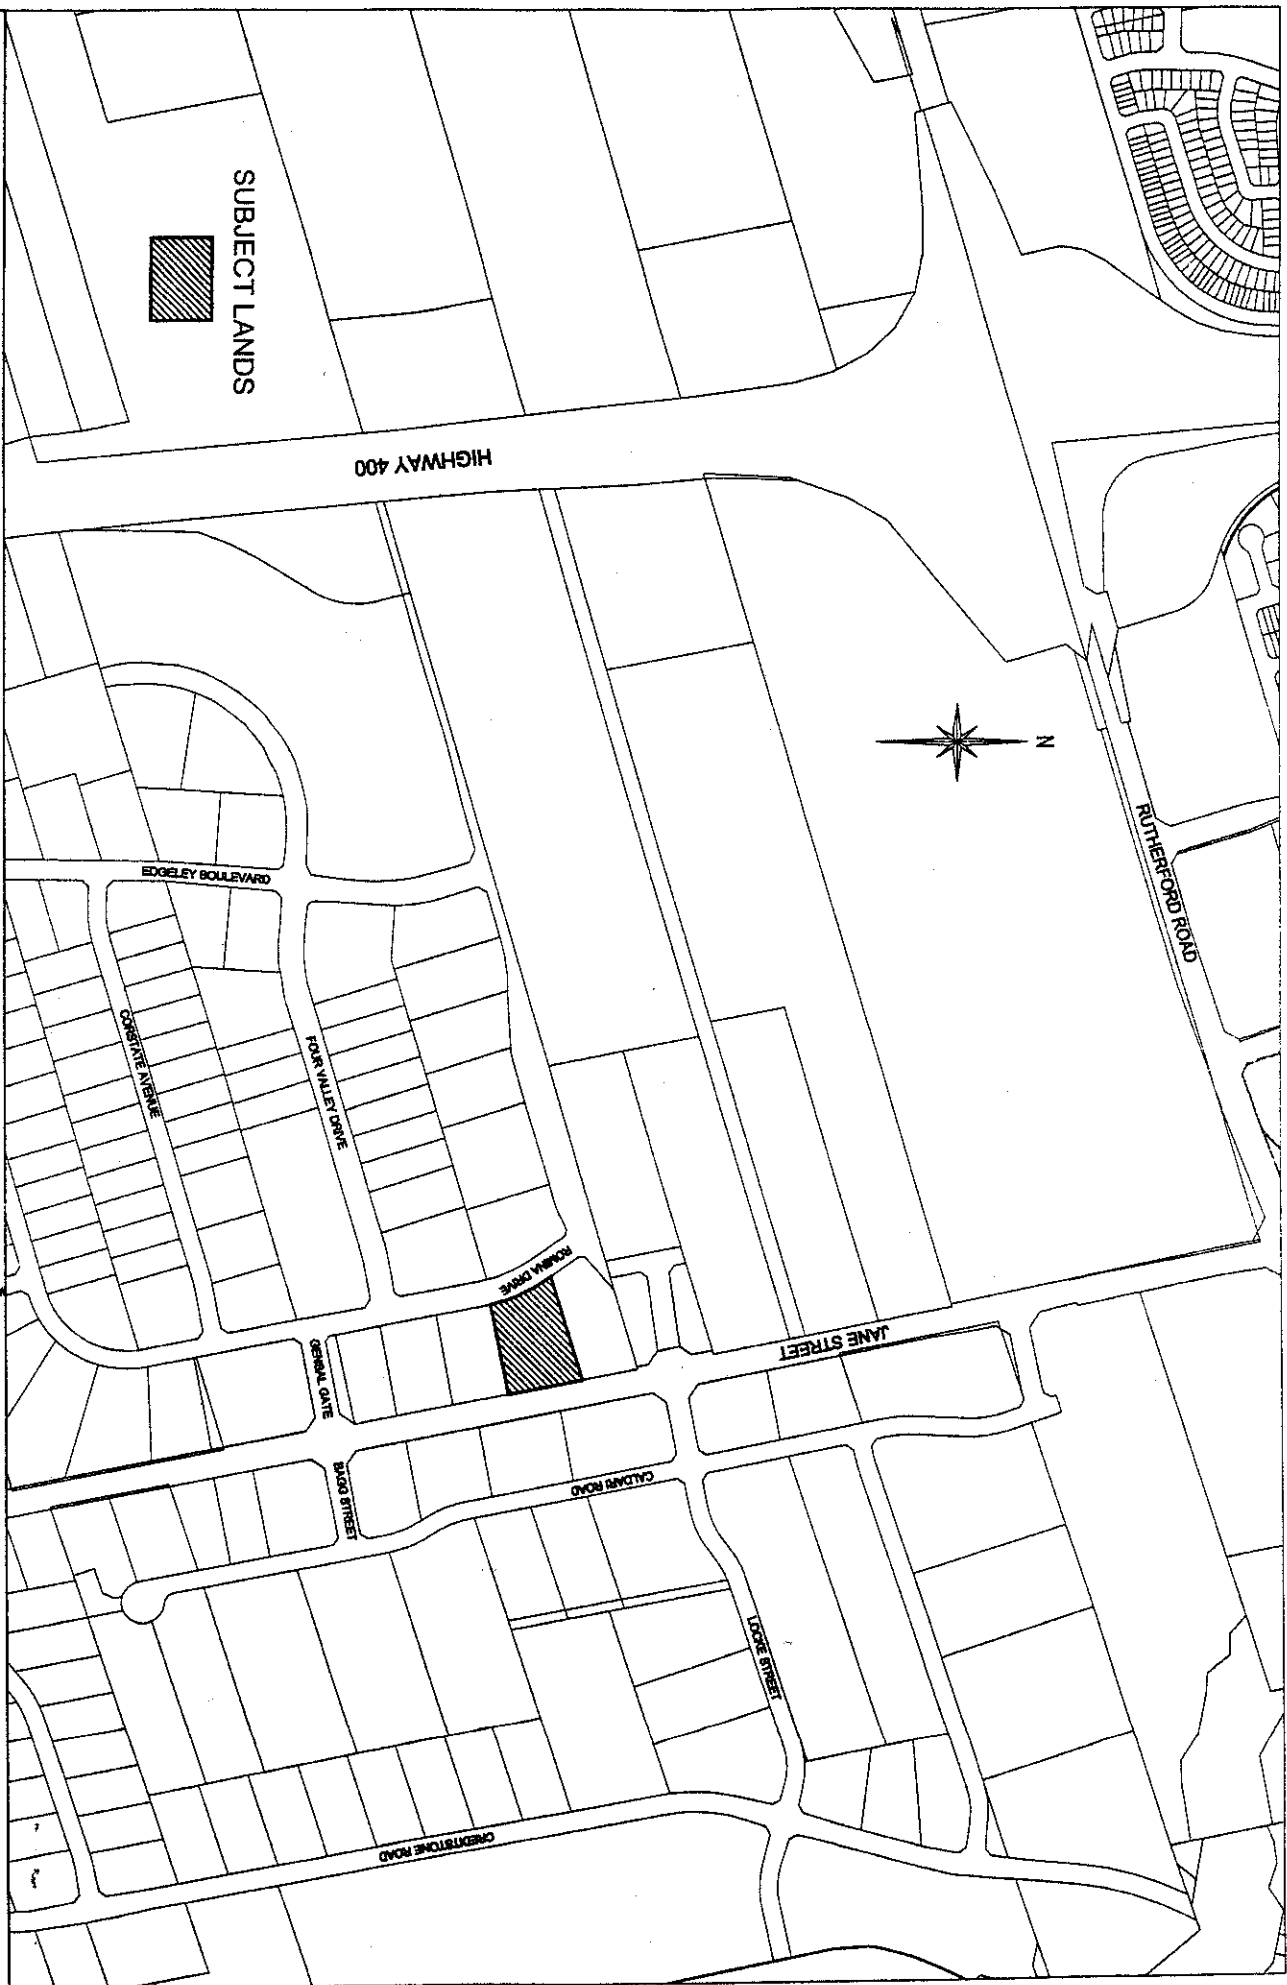 SUBJECT LANDS
HIGHWAY 400
N
RUTHERFORD ROAD
EDGELEY BOULEVARD
CORSTATE AVENUE
FOUR VALLEY DRIVE
ROMINA DRIVE
JANE STREET
GENBAL GATE
BAGG STREET
CALDARI ROAD
LOCKE STREET
CREDITSTONE ROAD